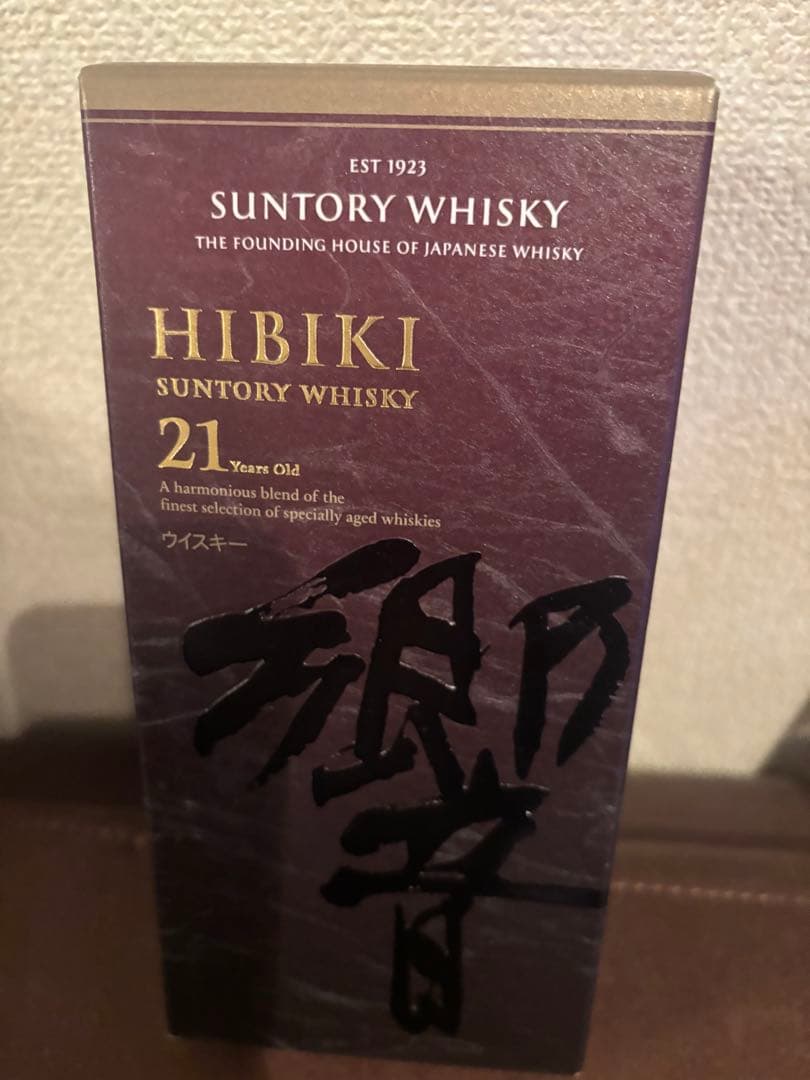 EST 1923
SUNTORY WHISKY
THE FOUNDING HOUSE OF JAPANESE WHISKY
HIBIKI
SUNTORY WHISKY
21 Years Old
A harmonious blend of the
finest selection of specially aged whiskies
ウイスキー
響